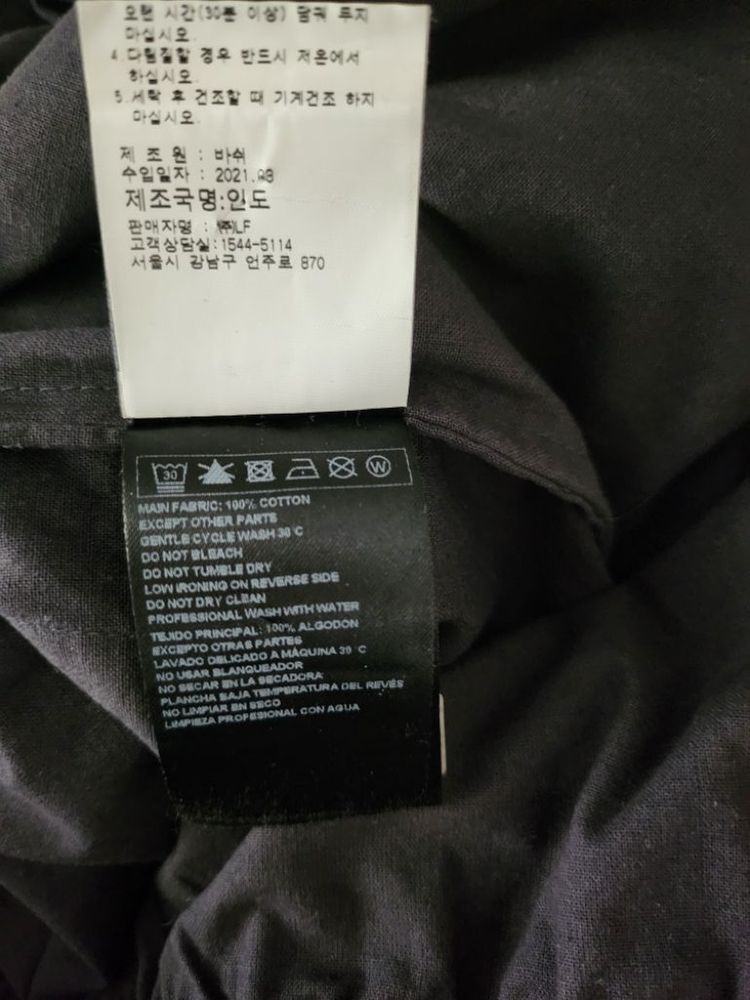 오랜 시간(30분 이상) 담궈 두지
마십시오.
4.다림질할 경우 반드시 저온에서
하십시오.
5.세탁 후 건조할 때 기계건조 하지
마십시오.
제 조 원 : 바쉬
수입일자 : 2021.08
제조국명:인도
판매자명 : ㈜LF
고객상담실:1544-5114
서울시 강남구 언주로 870
30 W
MAIN FABRIC: 100% COTTON
EXCEPT OTHER PARTS
GENTLE CYCLE WASH 30°C
DO NOT BLEACH
DO NOT TUMBLE DRY
LOW IRONING ON REVERSE SIDE
DO NOT DRY CLEAN
PROFESSIONAL WASH WITH WATER
TEJIDO PRINCIPAL: 100% ALGODON
EXCEPTO OTRAS PARTES
LAVADO DELICADO A MÁQUINA 30°C
NO USAR BLANQUEADOR
NO SECAR EN LA SECADORA
PLANCHA BAJA TEMPERATURA DEL REVÉS
NO LIMPIAR EN SECO
LIMPIEZA PROFESIONAL CON AGUA